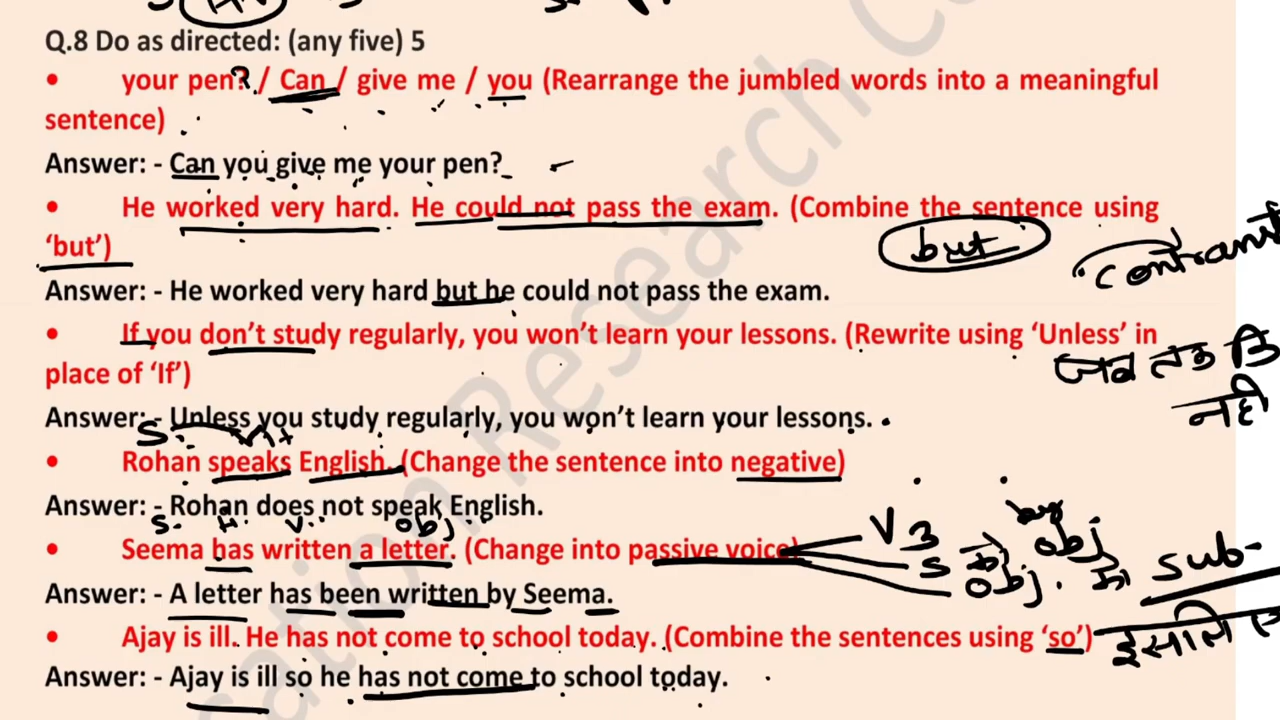 Q.8 Do as directed: (any five) 5
• your pen? / Can / give me / you (Rearrange the jumbled words into a meaningful
sentence)
Answer: - Can you give me your pen?
• He worked very hard. He could not pass the exam. (Combine the sentence using
‘but’)
but
Answer: - He worked very hard but he could not pass the exam.
• If you don’t study regularly, you won’t learn your lessons. (Rewrite using ‘Unless’ in
place of ‘If’)
जब तक कि
नही
Answer: - Unless you study regularly, you won’t learn your lessons.
S.
• Rohan speaks English. (Change the sentence into negative)
Answer: - Rohan does not speak English.
S. H. V. obj.
• Seema has written a letter. (Change into passive voice)
V3
by
S obj
obj. sub-
Answer: - A letter has been written by Seema.
• Ajay is ill. He has not come to school today. (Combine the sentences using ‘so’)
Answer: - Ajay is ill so he has not come to school today.